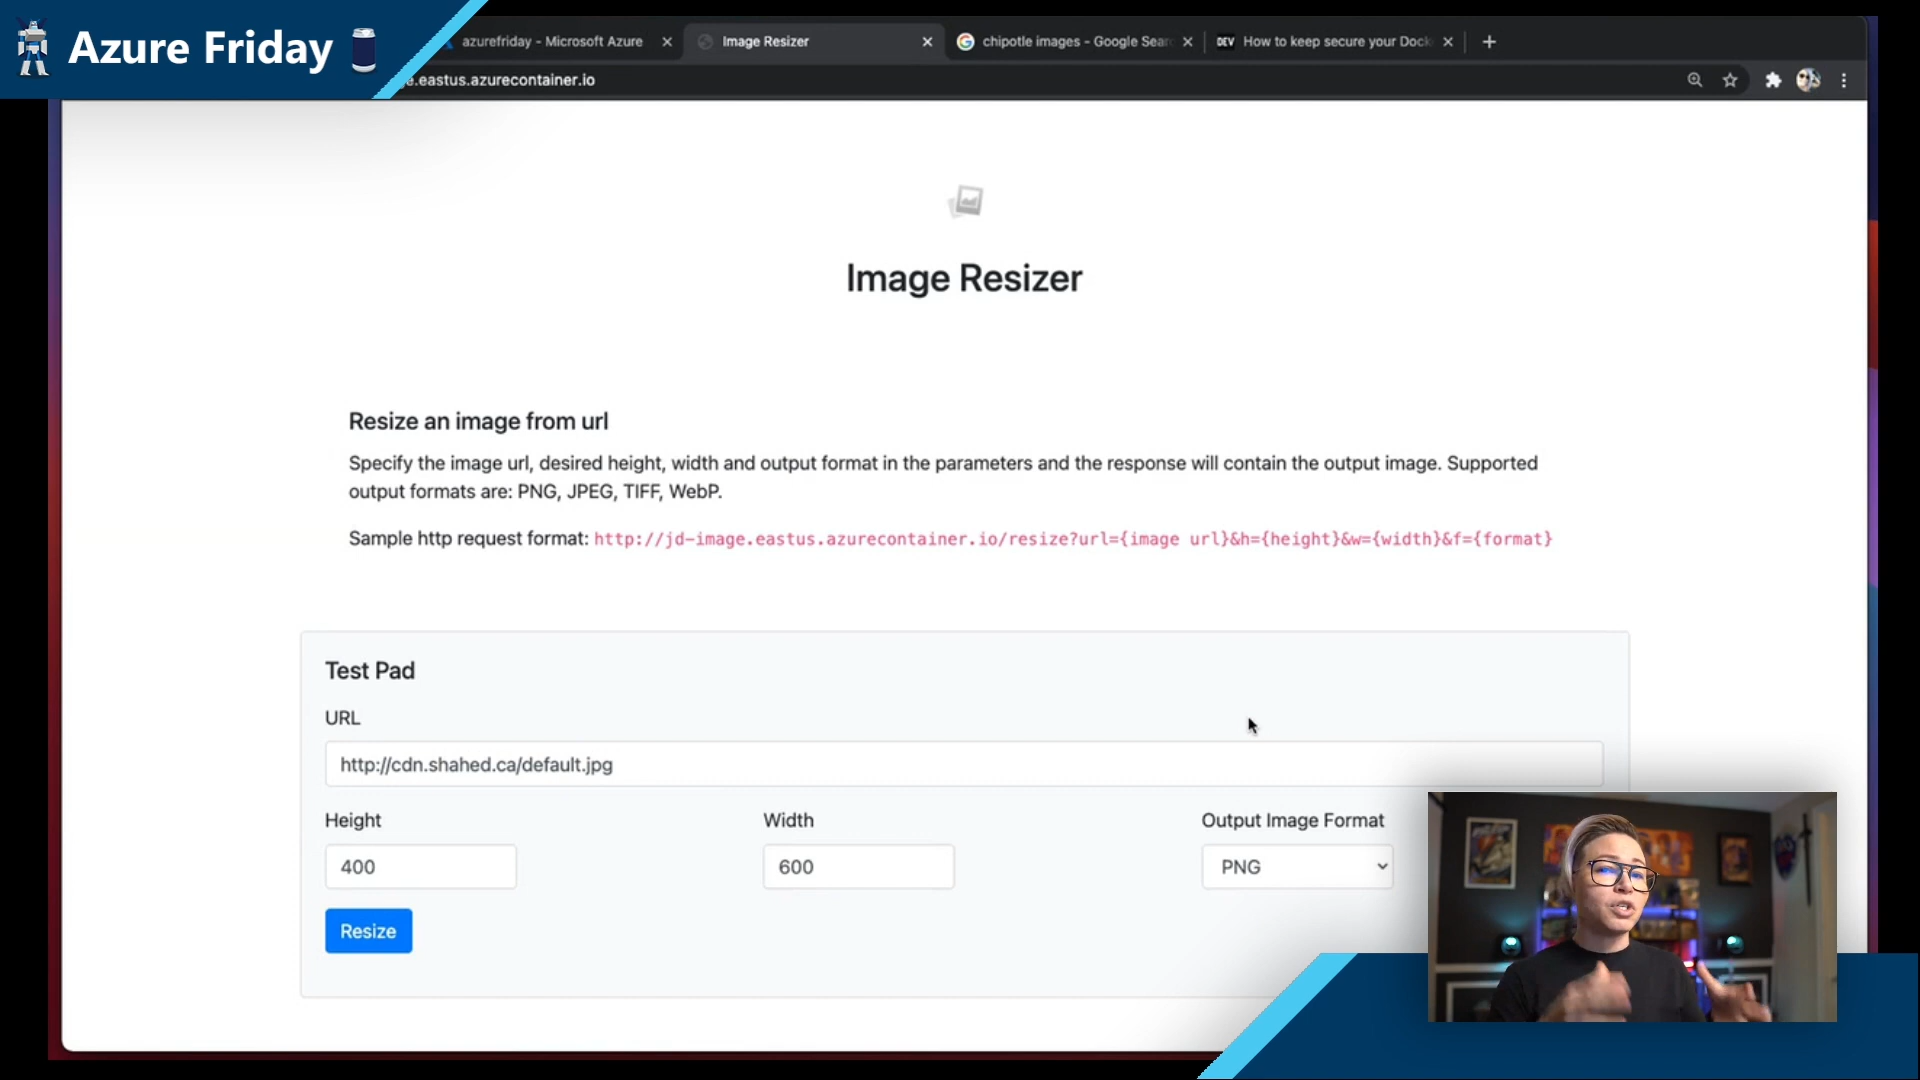 Azure Friday
azurefriday - Microsoft Azure
Image Resizer
chipotle images - Google Sear
DEV How to keep secure your Dock
e.eastus.azurecontainer.io
Image Resizer
Resize an image from url
Specify the image url, desired height, width and output format in the parameters and the response will contain the output image. Supported
output formats are: PNG, JPEG, TIFF, WebP.
Sample http request format: http://jd-image.eastus.azurecontainer.io/resize?url={image url}&h={height}&w={width}&f={format}
Test Pad
URL
http://cdn.shahed.ca/default.jpg
Height
Width
Output Image Format
400
600
PNG
Resize